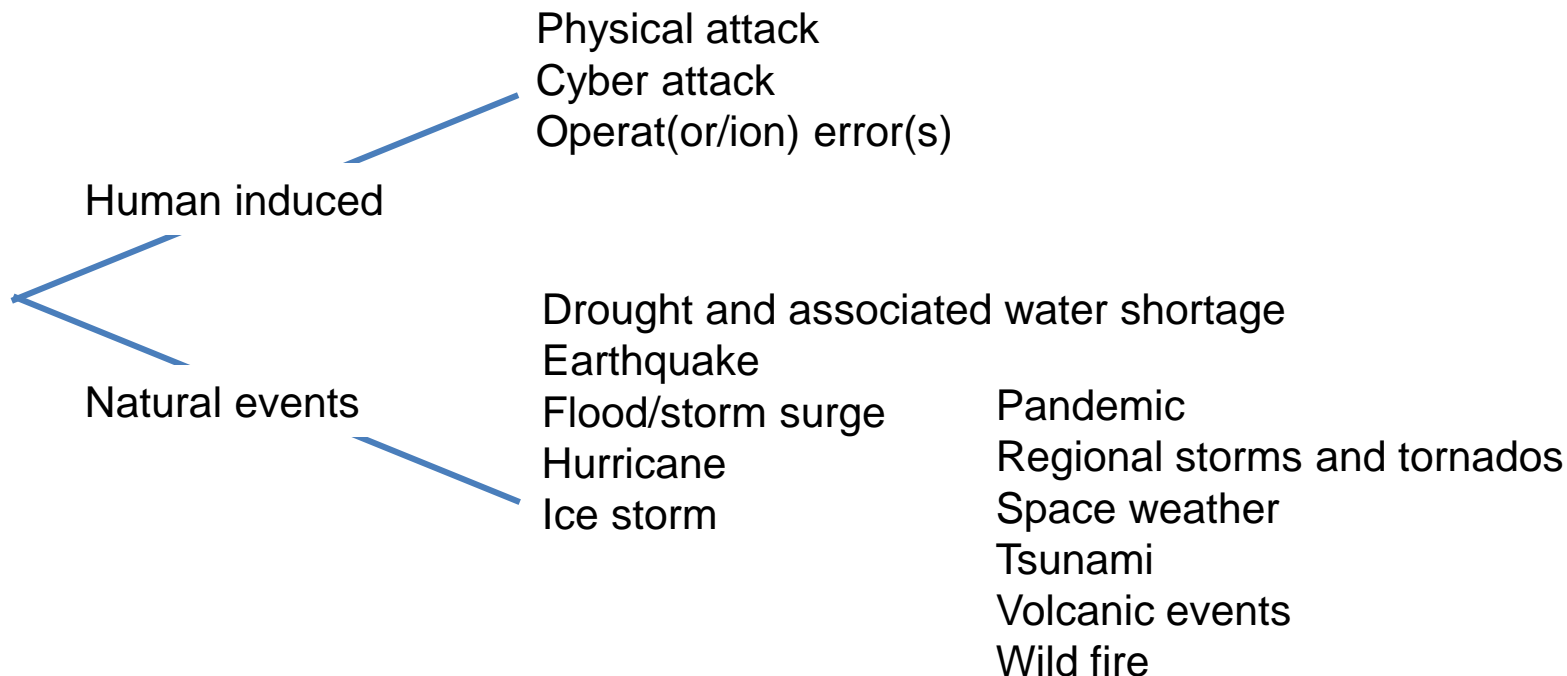 Physical attack
Cyber attack
Operat(or/ion) error(s)
Human induced
Natural events
Drought and associated water shortage
Earthquake
Flood/storm surge
Hurricane
Ice storm
Pandemic
Regional storms and tornados
Space weather
Tsunami
Volcanic events
Wild fire